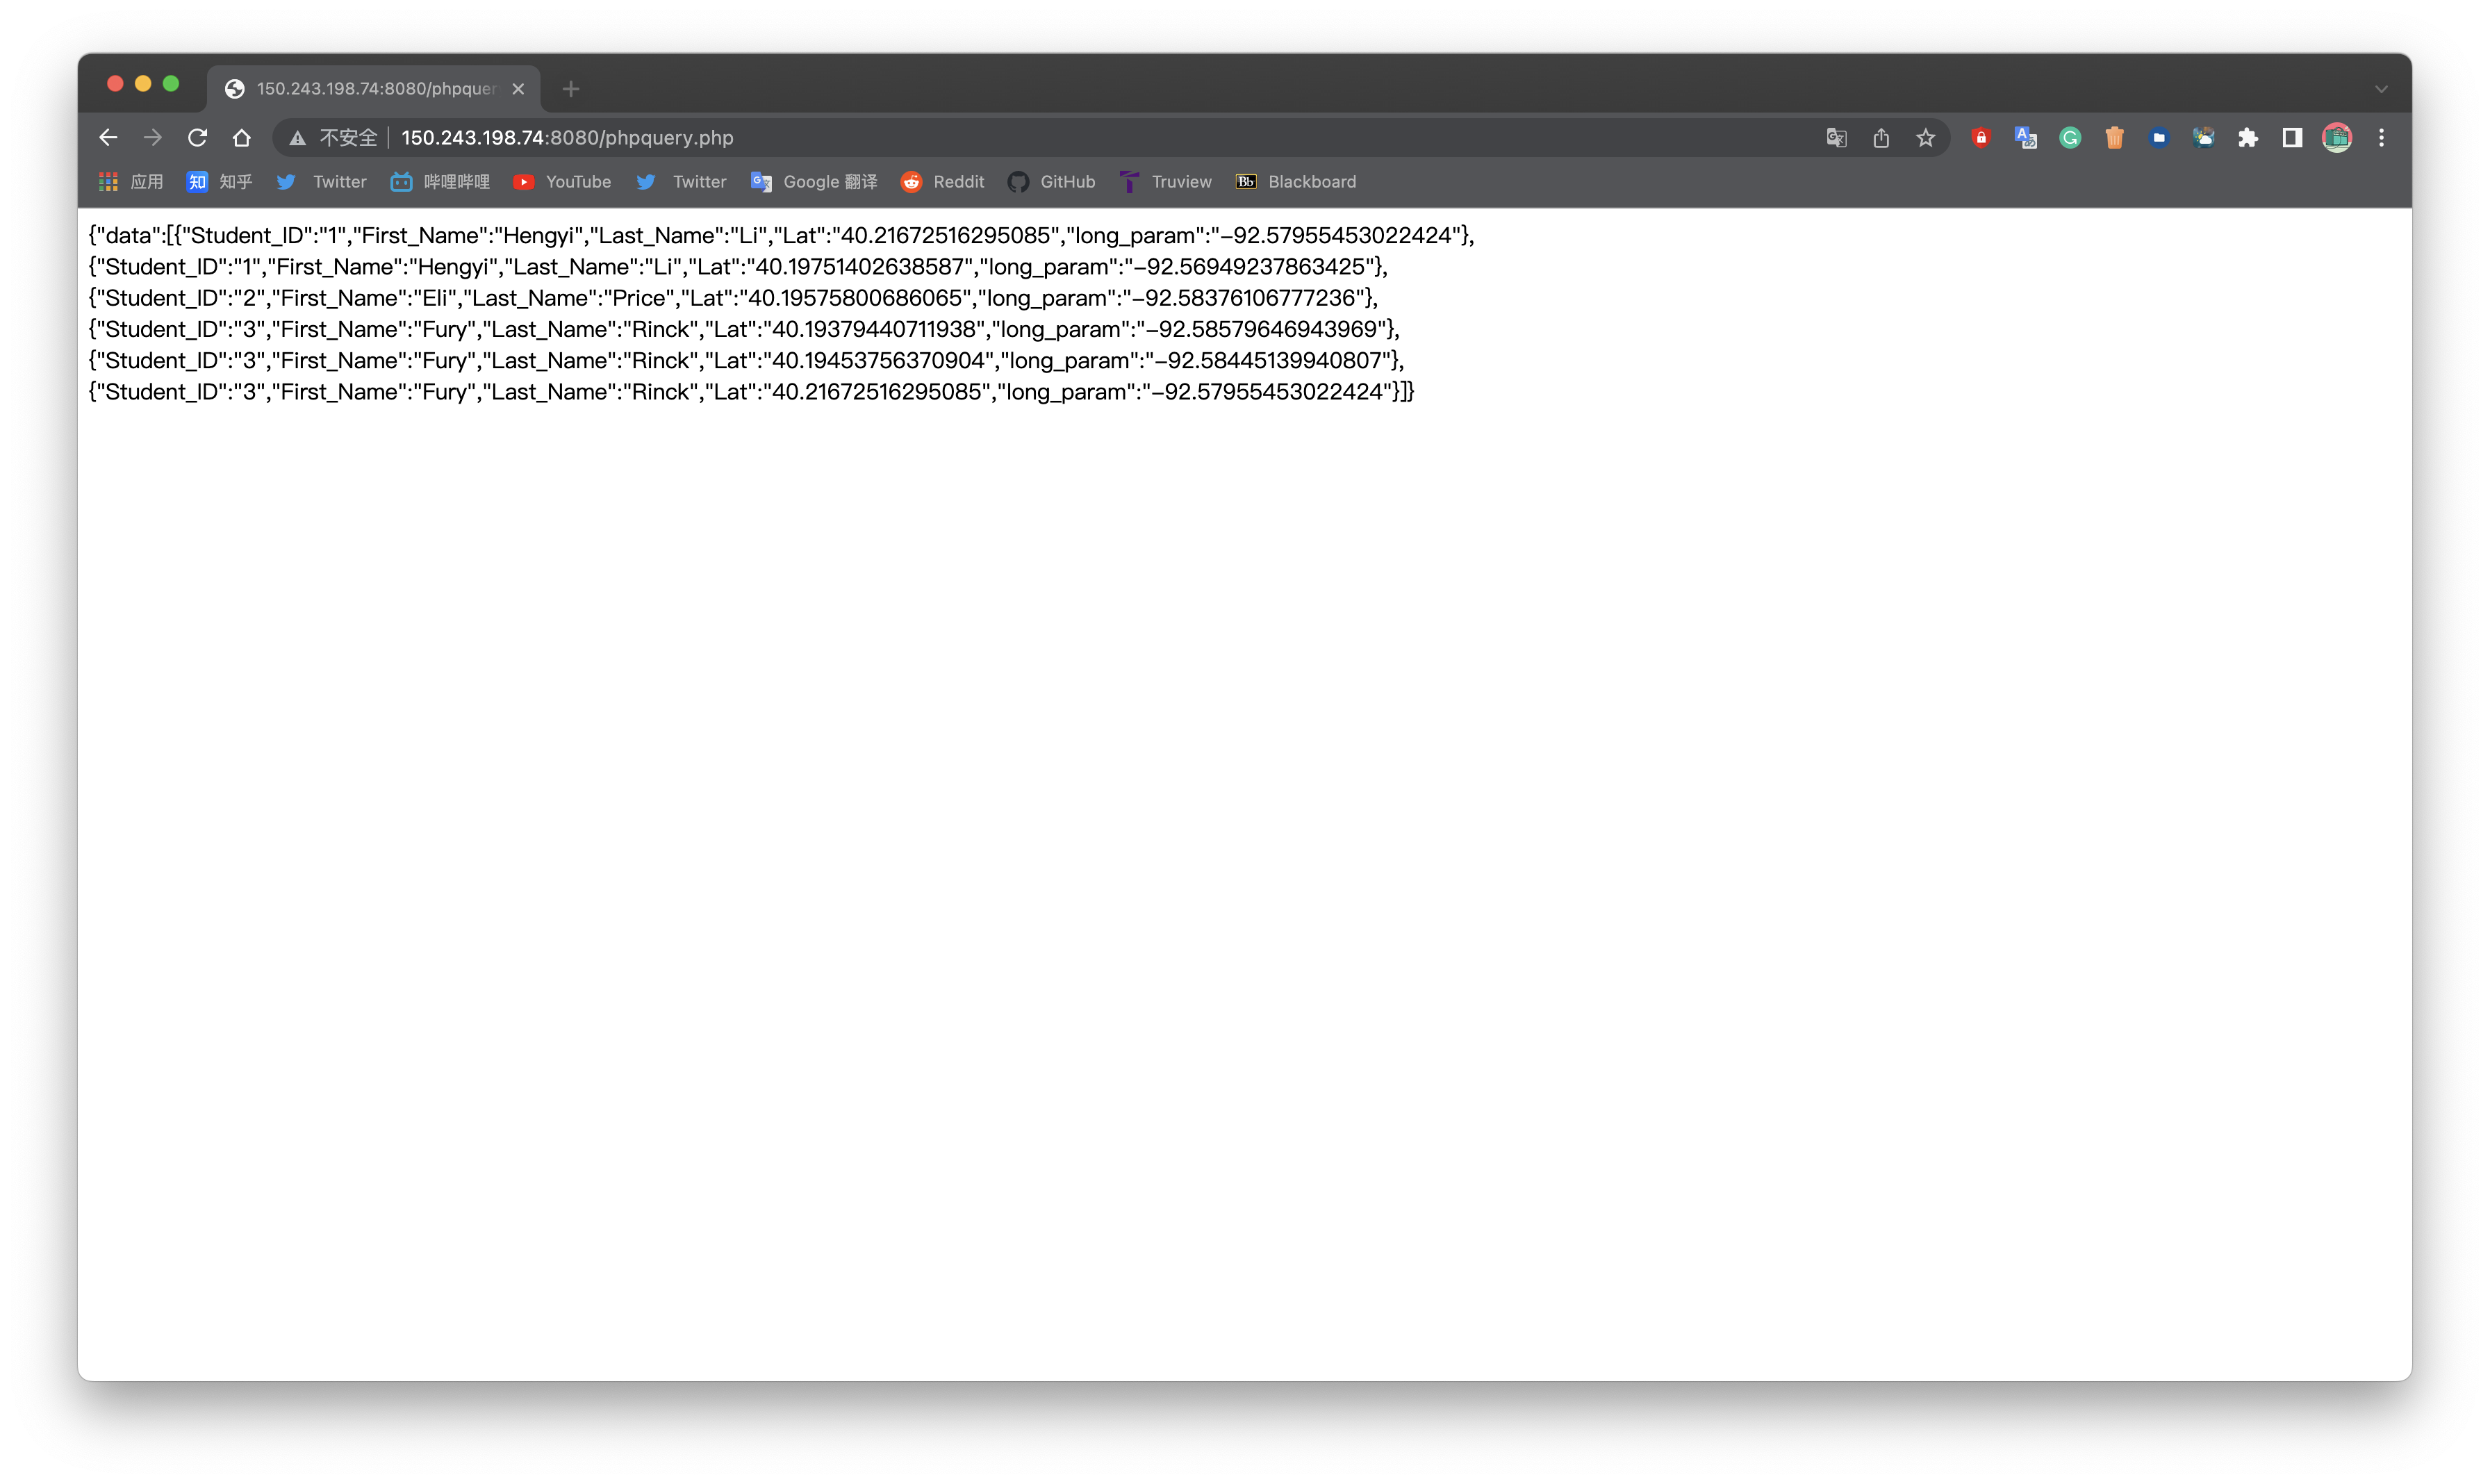 150.243.198.74:8080/phpquer
不安全 150.243.198.74:8080/phpquery.php
应用 知 知乎 Twitter 哔哩哔哩 YouTube Twitter Google 翻译 Reddit GitHub Truview Bb Blackboard
{"data":[{"Student_ID":"1","First_Name":"Hengyi","Last_Name":"Li","Lat":"40.21672516295085","long_param":"-92.57955453022424"},
{"Student_ID":"1","First_Name":"Hengyi","Last_Name":"Li","Lat":"40.19751402638587","long_param":"-92.56949237863425"},
{"Student_ID":"2","First_Name":"Eli","Last_Name":"Price","Lat":"40.19575800686065","long_param":"-92.58376106777236"},
{"Student_ID":"3","First_Name":"Fury","Last_Name":"Rinck","Lat":"40.19379440711938","long_param":"-92.58579646943969"},
{"Student_ID":"3","First_Name":"Fury","Last_Name":"Rinck","Lat":"40.19453756370904","long_param":"-92.58445139940807"},
{"Student_ID":"3","First_Name":"Fury","Last_Name":"Rinck","Lat":"40.21672516295085","long_param":"-92.57955453022424"}]}